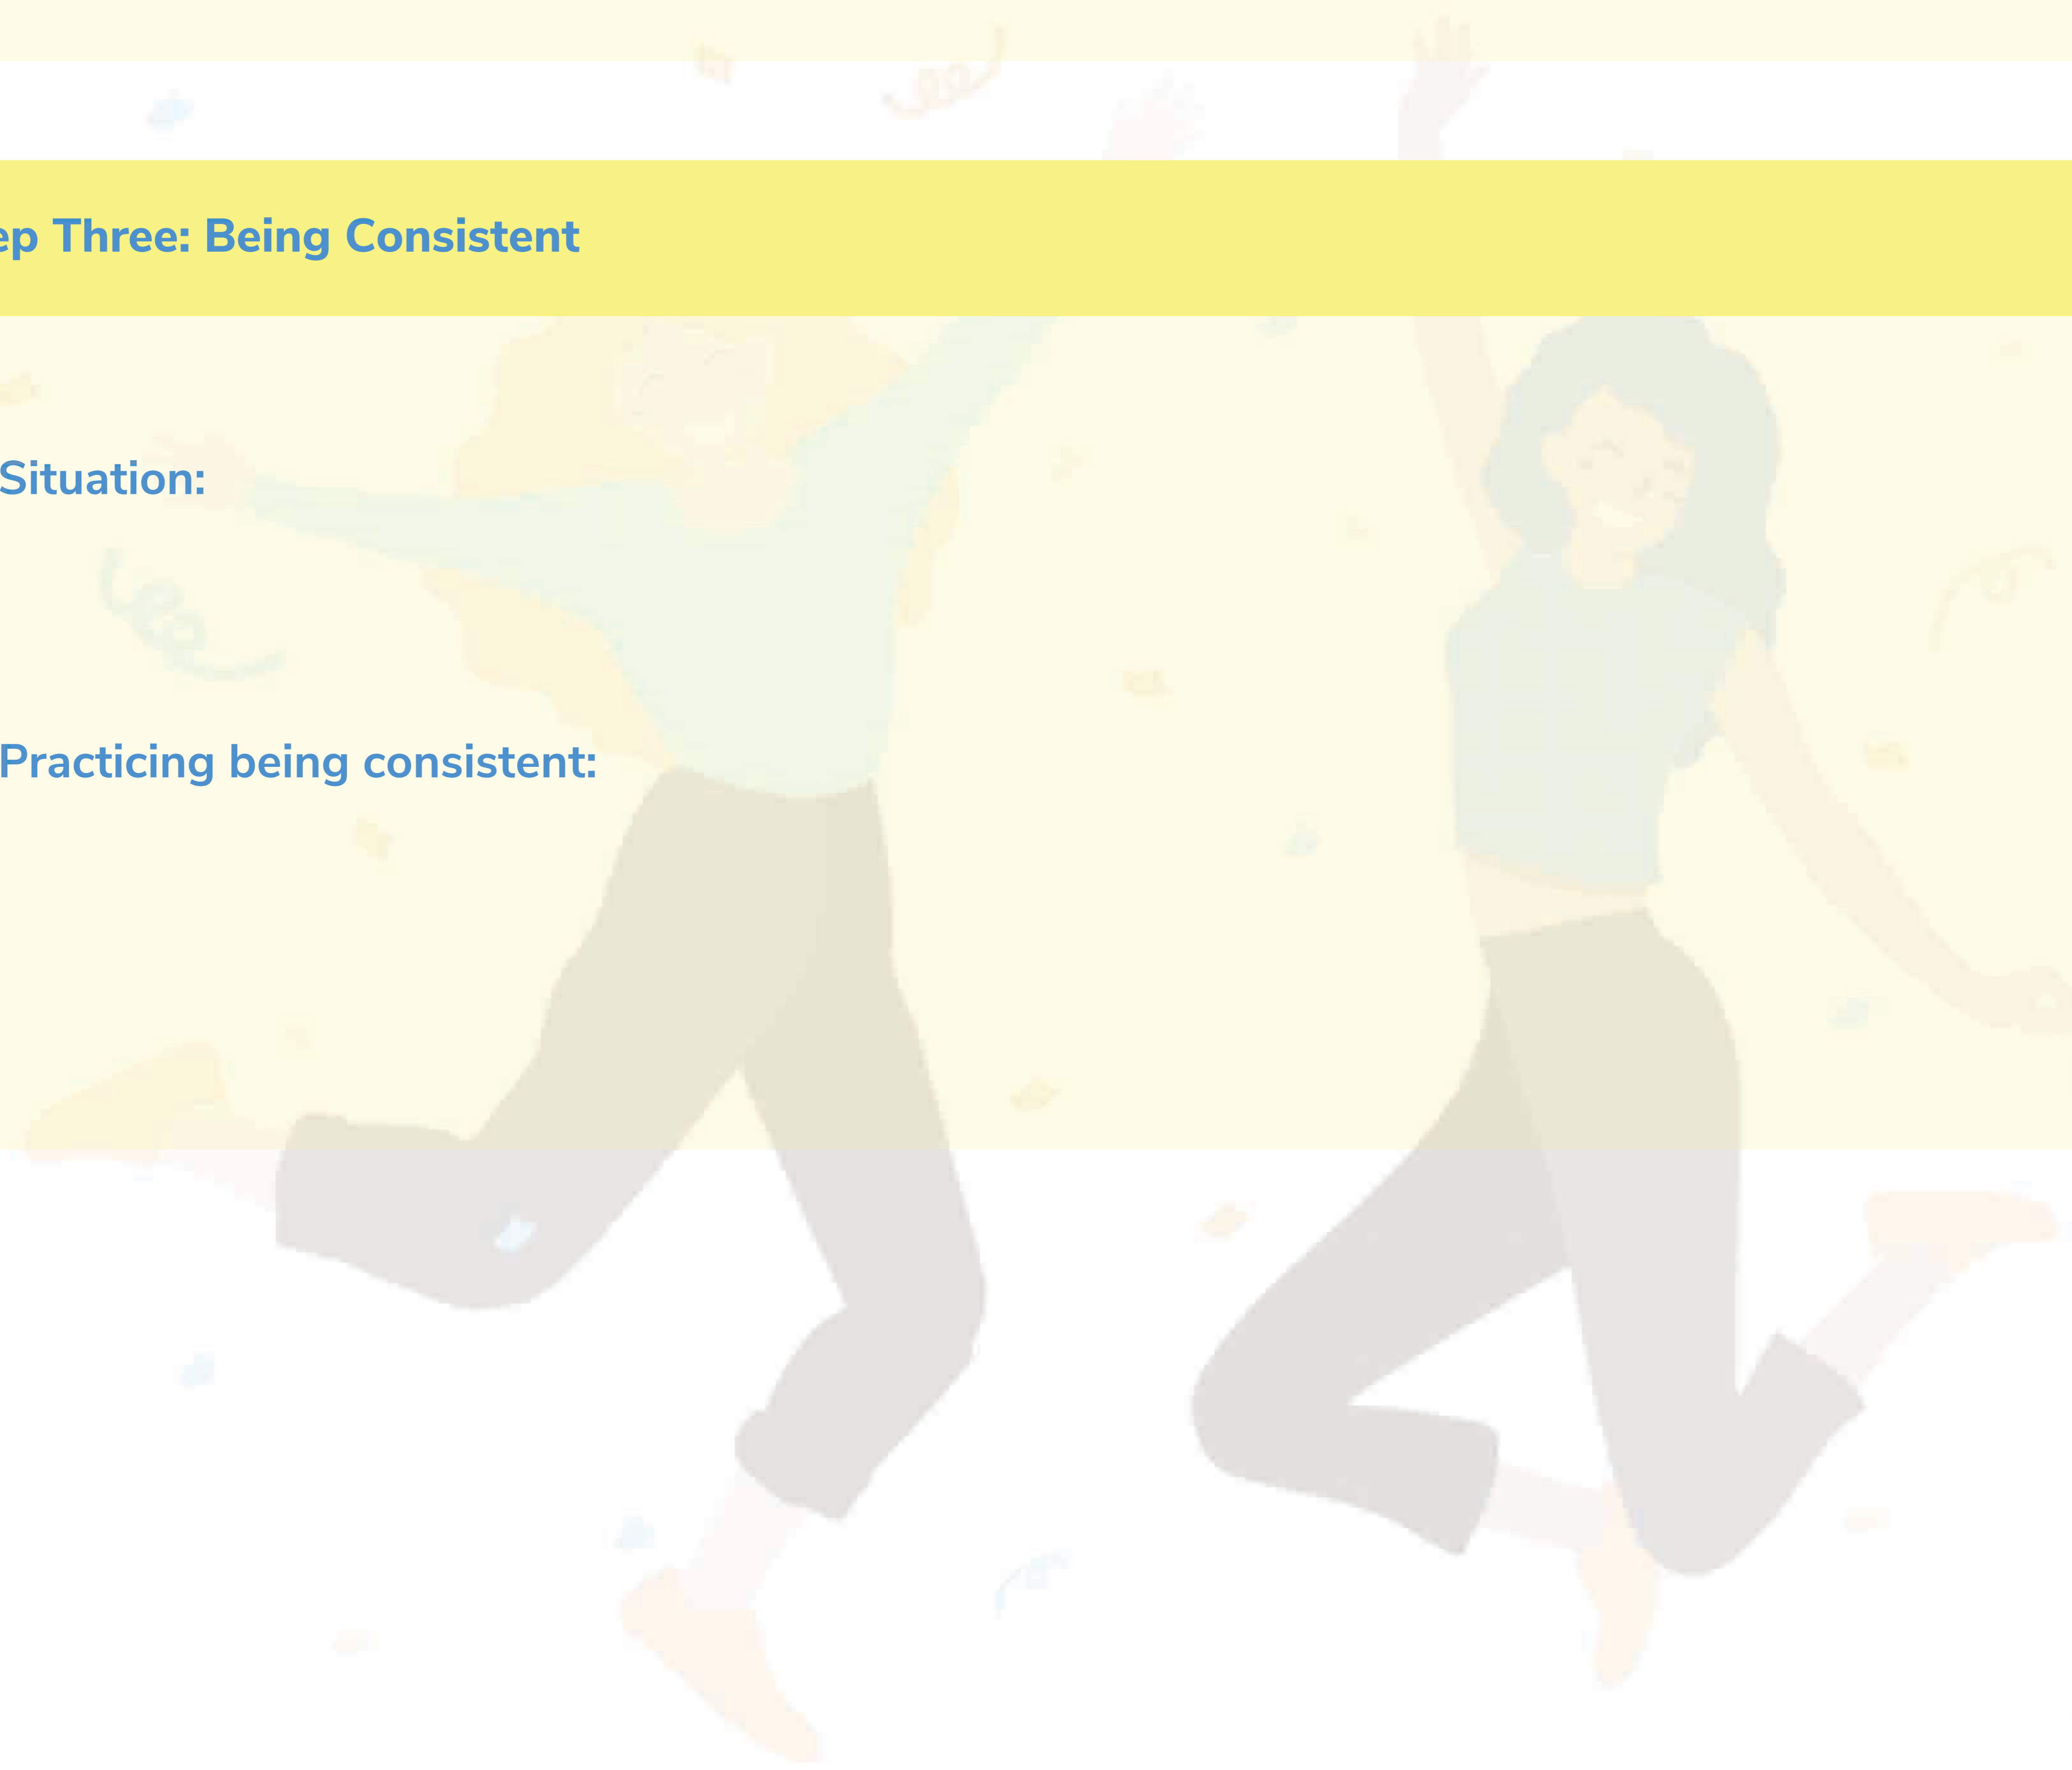 ep Three: Being Consistent
Situation:
Practicing being consistent: